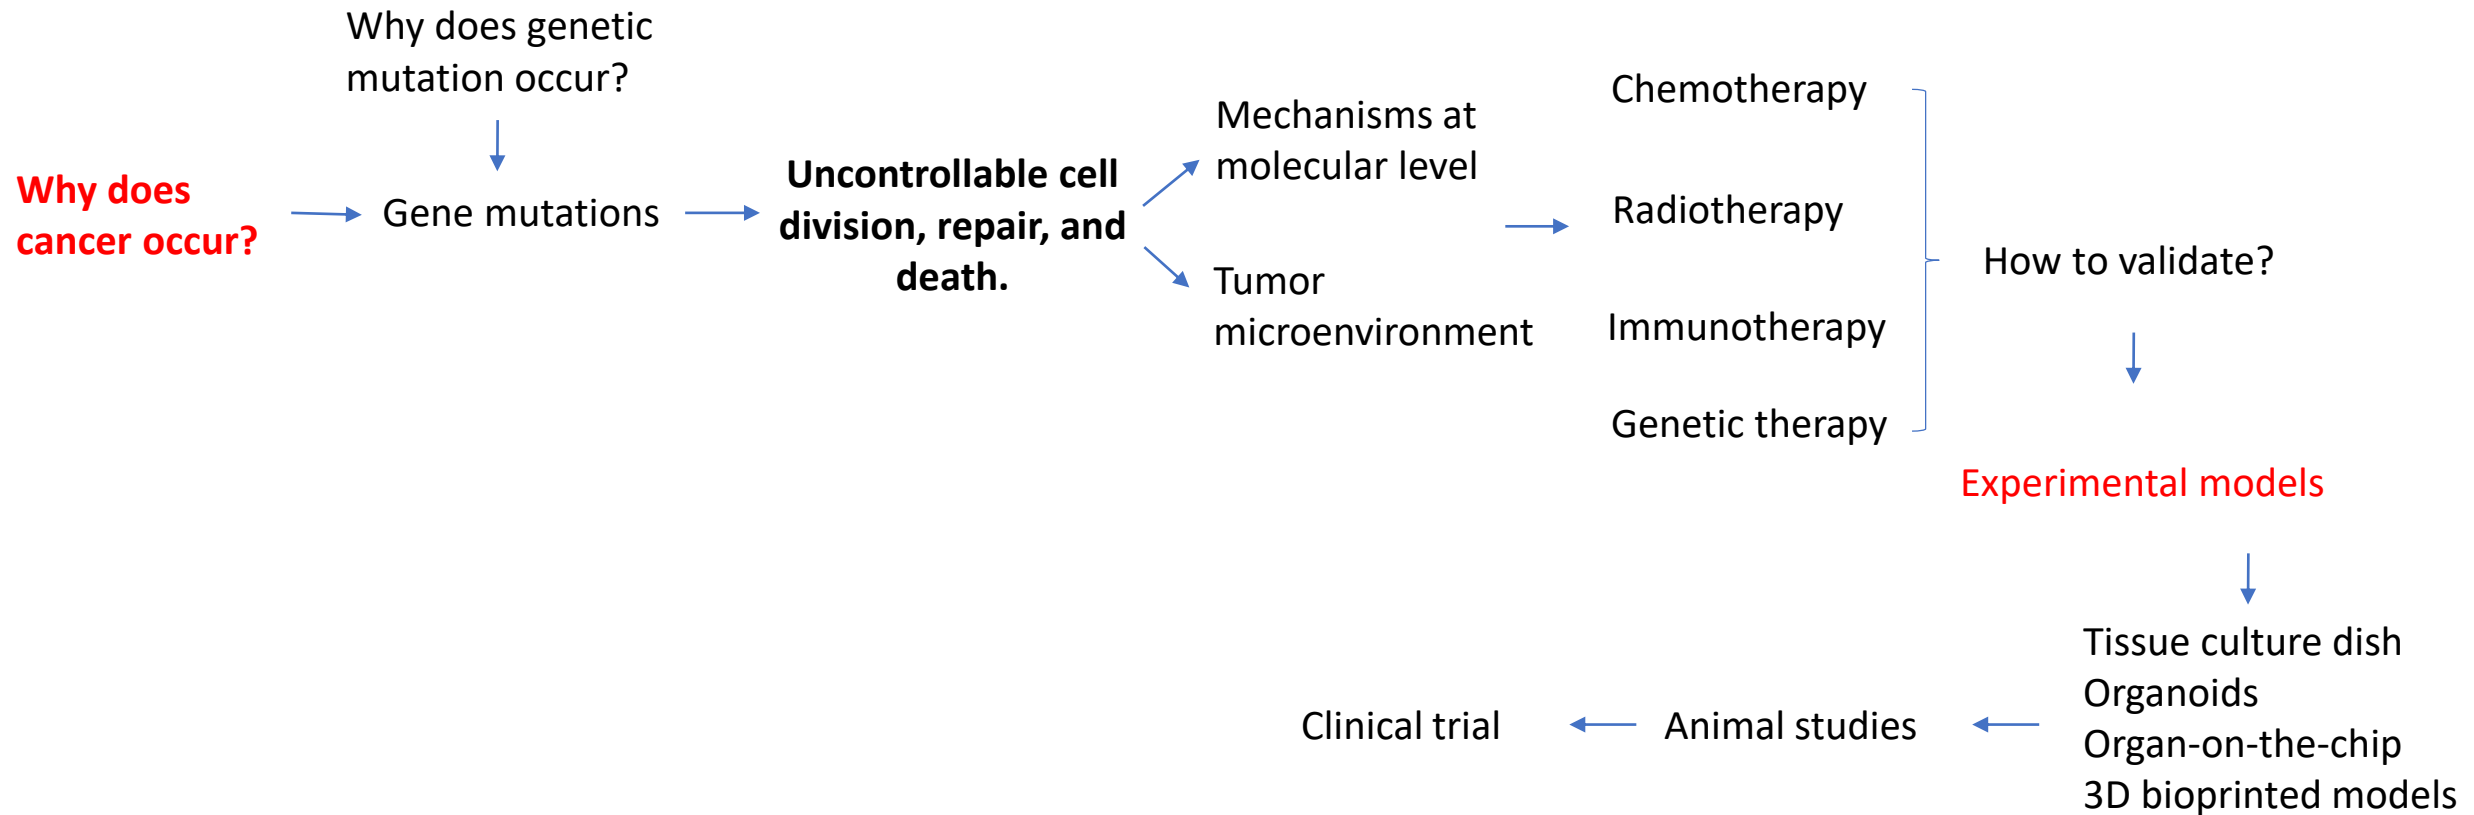 Why does genetic
mutation occur?
Why does
cancer occur?
Gene mutations
Uncontrollable cell
division, repair, and
death.
Mechanisms at
molecular level
Tumor
microenvironment
Chemotherapy
Radiotherapy
Immunotherapy
Genetic therapy
How to validate?
Experimental models
Tissue culture dish
Organoids
Organ-on-the-chip
3D bioprinted models
Animal studies
Clinical trial